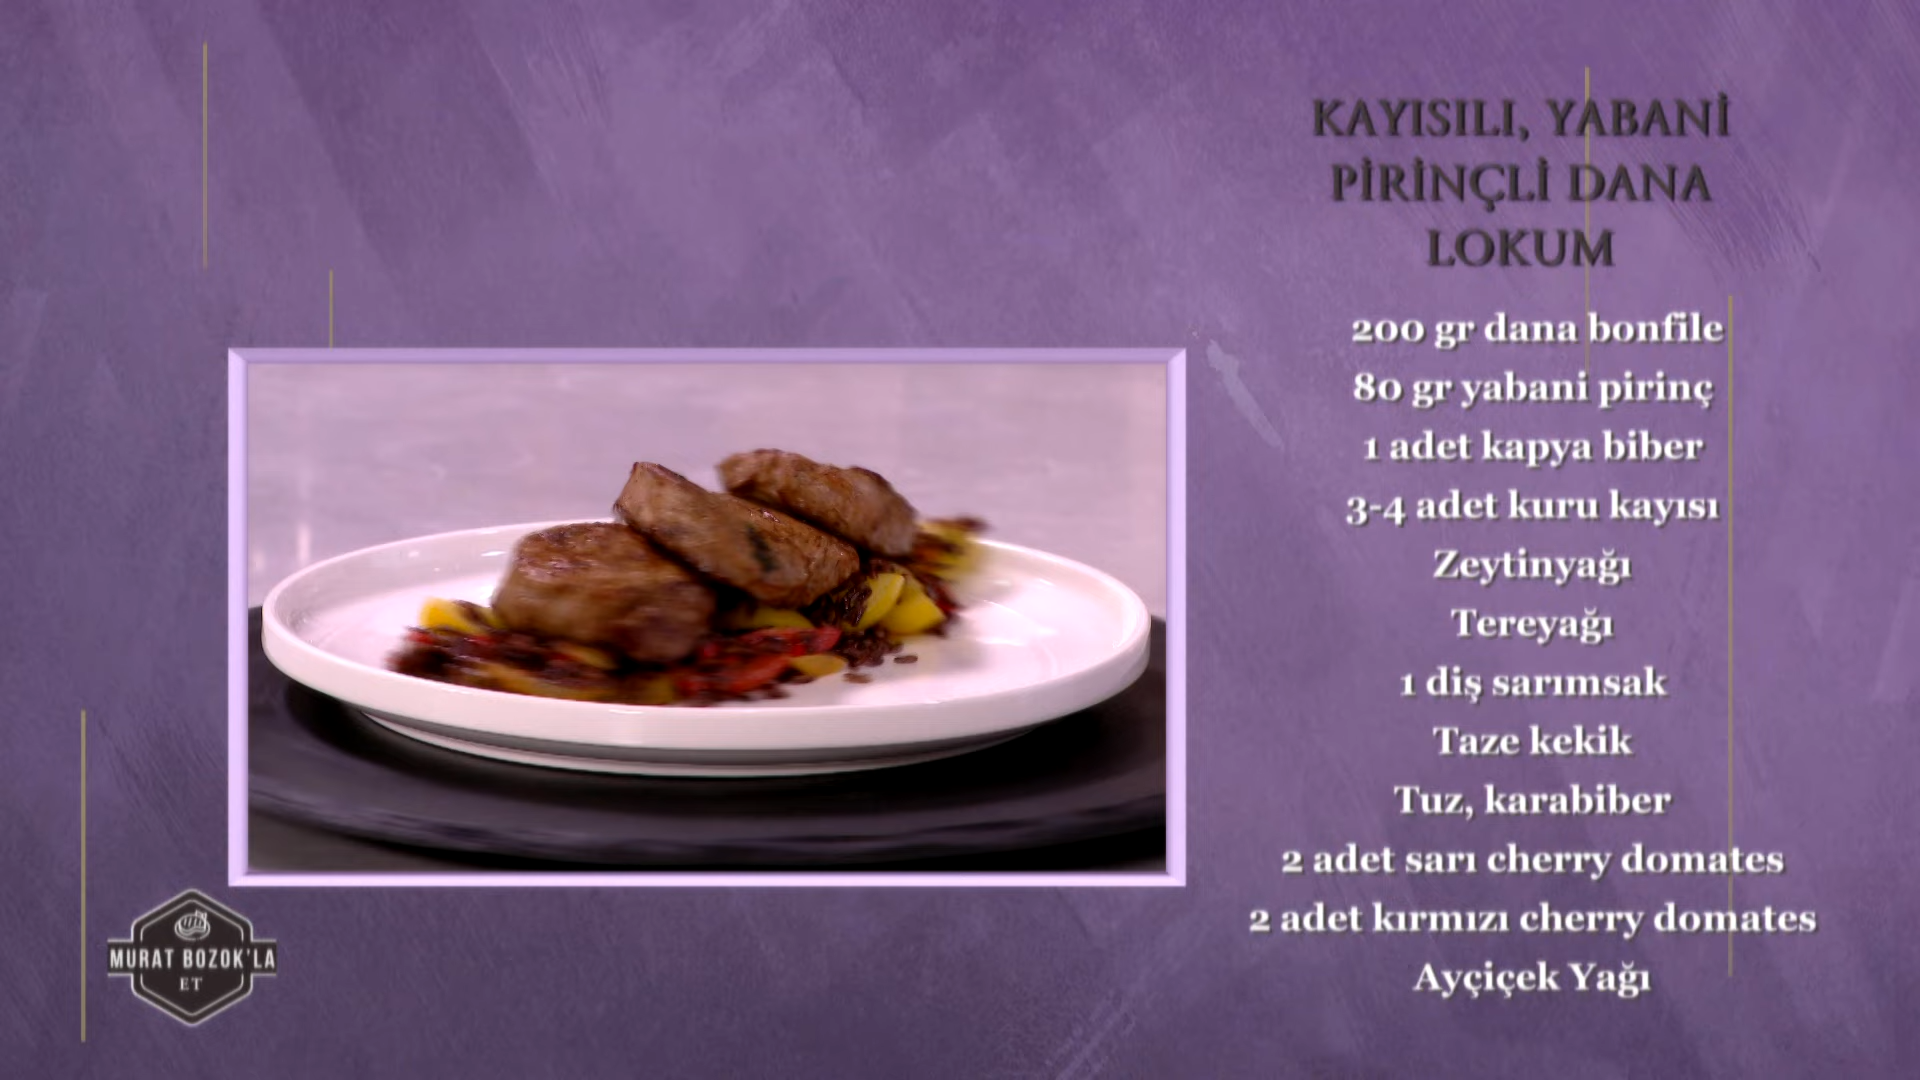 KAYISILI, YABANİ
PİRİNÇLİ DANA
LOKUM
200 gr dana bonfile
80 gr yabani pirinç
1 adet kapya biber
3-4 adet kuru kayısı
Zeytinyağı
Tereyağı
1 diş sarımsak
Taze kekik
Tuz, karabiber
2 adet sarı cherry domates
2 adet kırmızı cherry domates
Ayçiçek Yağı
MURAT BOZOK'LA
ET